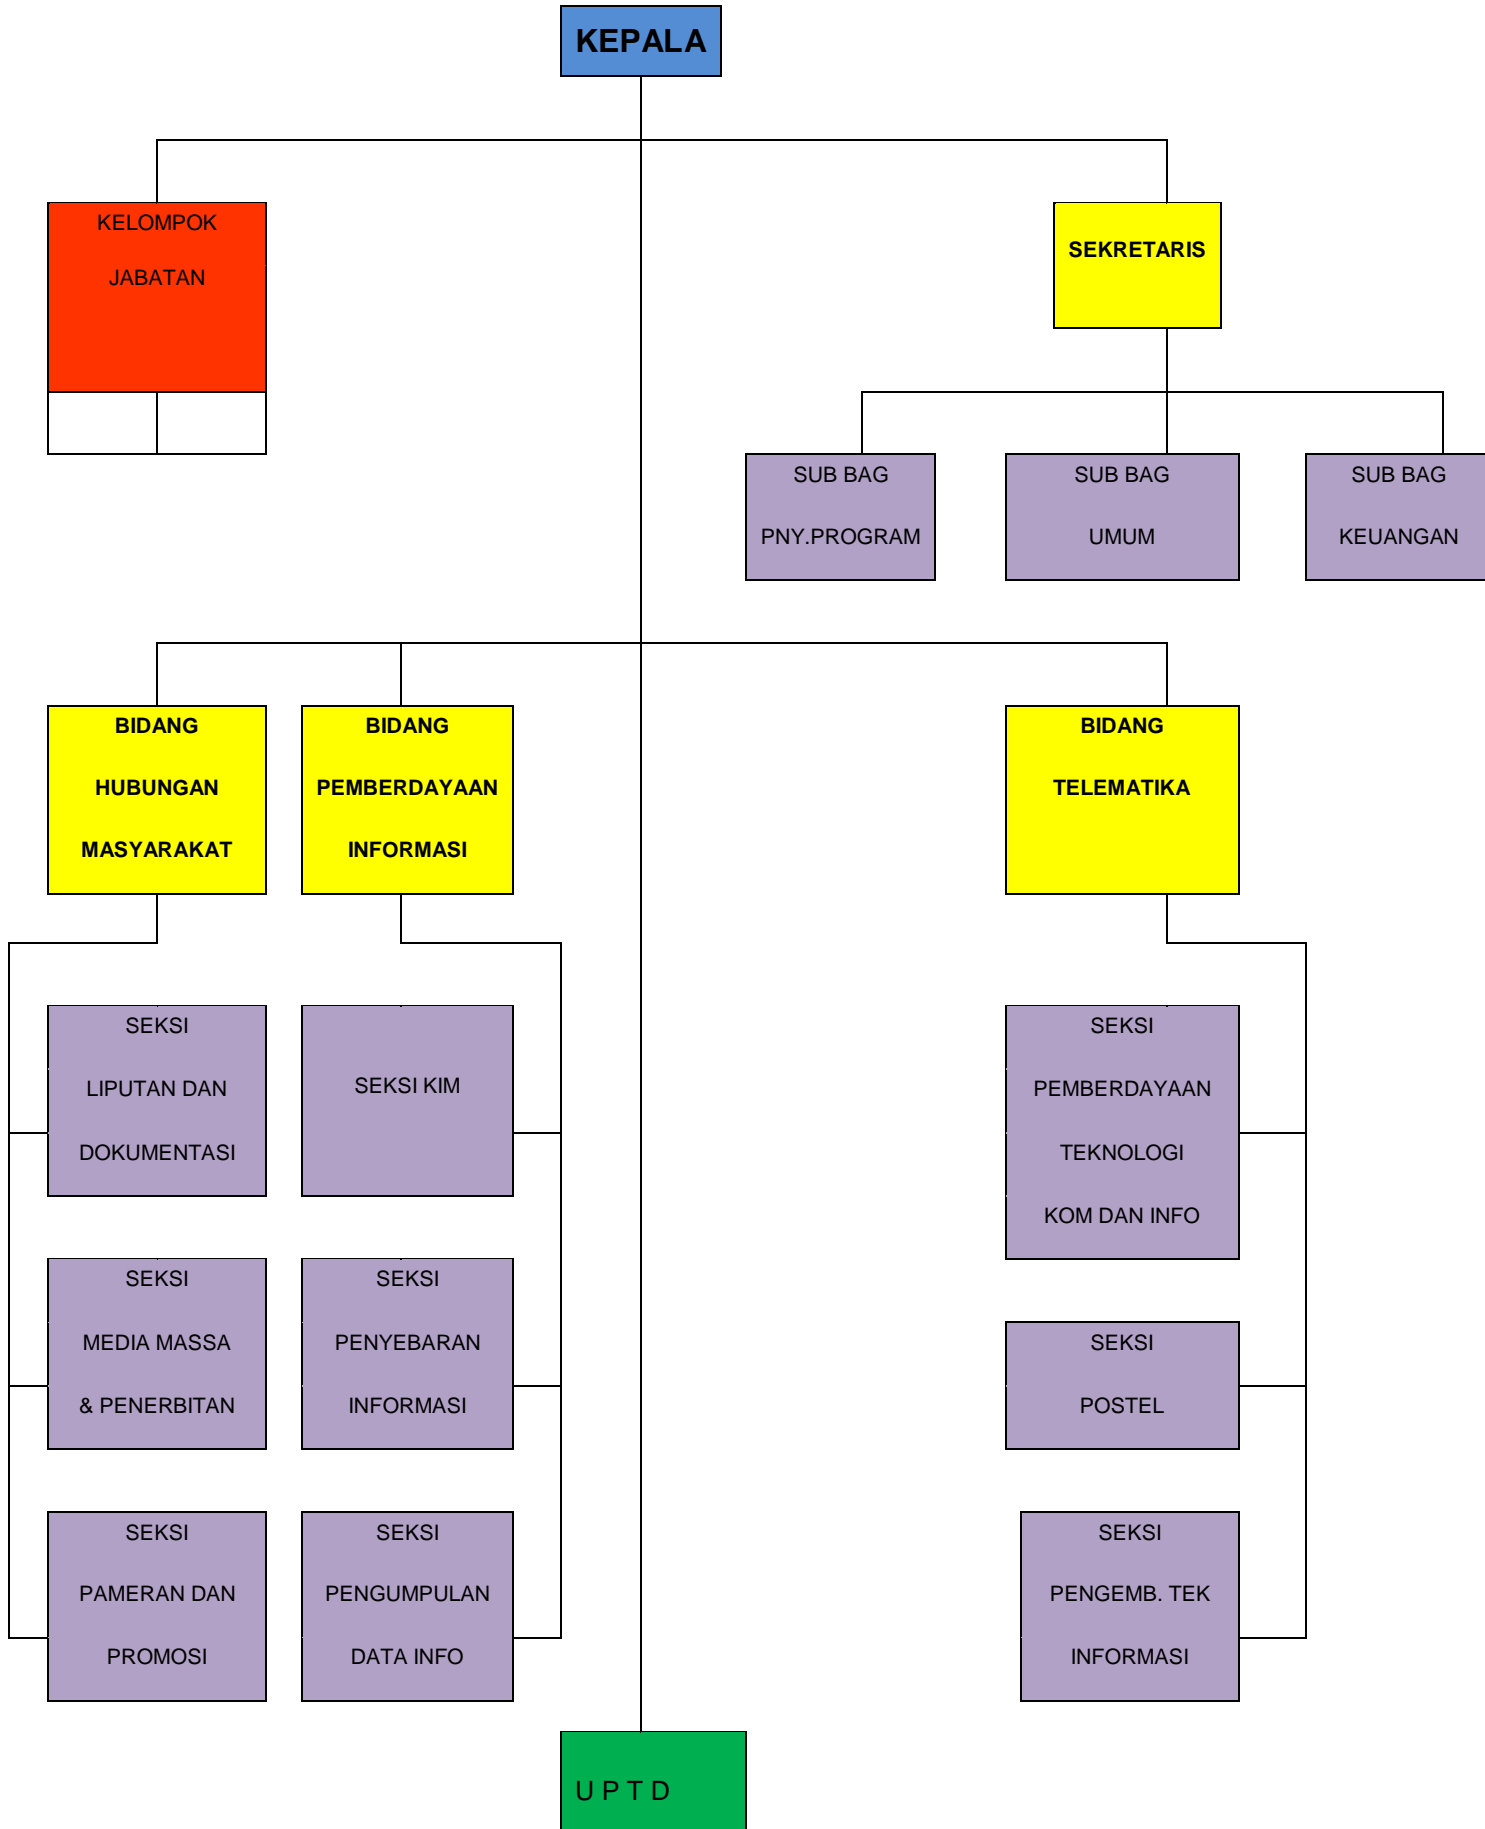 KEPALA
KELOMPOK
JABATAN
SEKRETARIS
SUB BAG
PNY.PROGRAM
SUB BAG
UMUM
SUB BAG
KEUANGAN
BIDANG
HUBUNGAN
MASYARAKAT
BIDANG
PEMBERDAYAAN
INFORMASI
BIDANG
TELEMATIKA
SEKSI
LIPUTAN DAN
DOKUMENTASI
SEKSI KIM
SEKSI
PEMBERDAYAAN
TEKNOLOGI
KOM DAN INFO
SEKSI
MEDIA MASSA
& PENERBITAN
SEKSI
PENYEBARAN
INFORMASI
SEKSI
POSTEL
SEKSI
PAMERAN DAN
PROMOSI
SEKSI
PENGUMPULAN
DATA INFO
SEKSI
PENGEMB. TEK
INFORMASI
U P T D